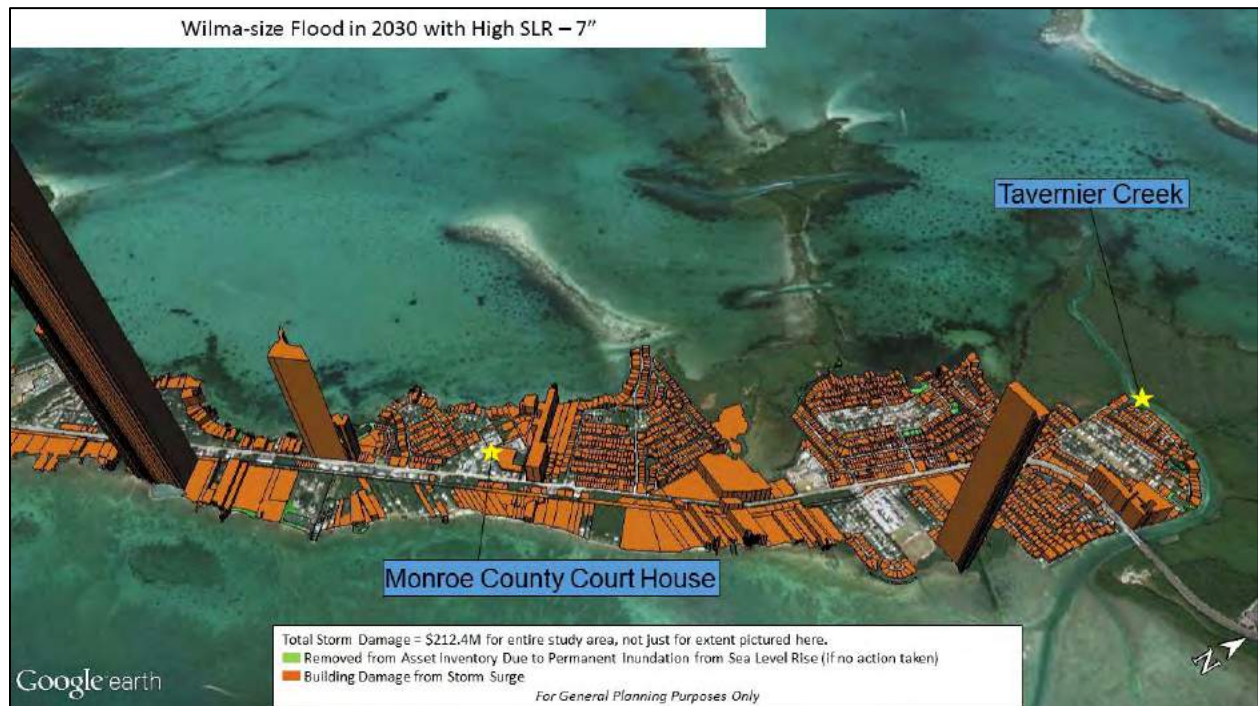 Wilma-size Flood in 2030 with High SLR – 7”
Tavernier Creek
Monroe County Court House
Total Storm Damage = $212.4M for entire study area, not just for extent pictured here.
Removed from Asset Inventory Due to Permanent Inundation from Sea Level Rise (if no action taken)
Building Damage from Storm Surge
For General Planning Purposes Only
Google earth
N